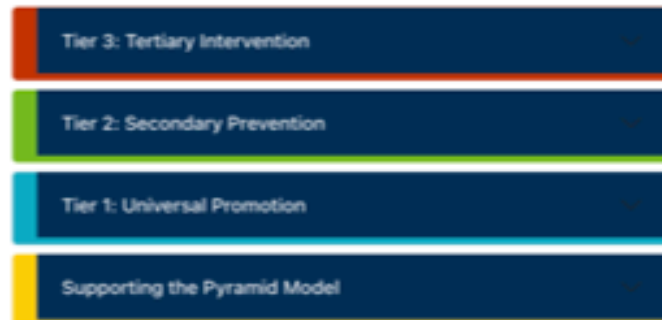 Tier 3: Tertiary Intervention
Tier 2: Secondary Prevention
Tier 1: Universal Promotion
Supporting the Pyramid Model